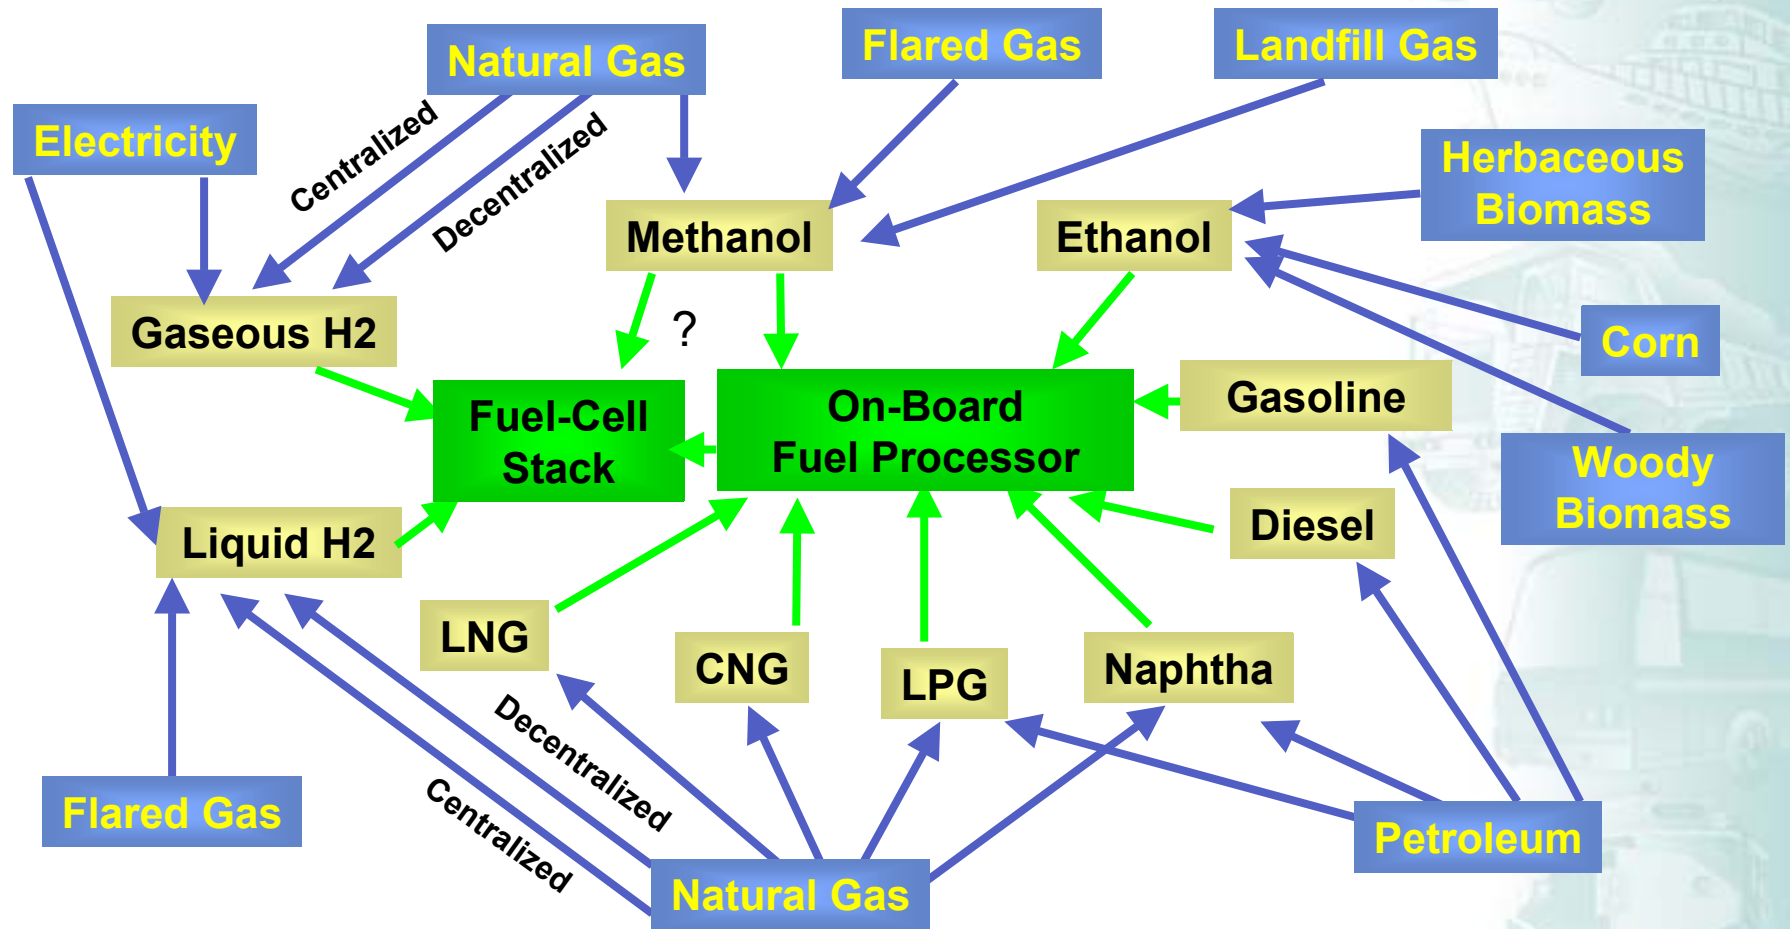 Natural Gas
Flared Gas
Landfill Gas
Electricity
Centralized
Decentralized
Herbaceous
Biomass
Methanol
Ethanol
Gaseous H2
?
Corn
Fuel-Cell
Stack
On-Board
Fuel Processor
Gasoline
Woody
Biomass
Liquid H2
Diesel
LNG
CNG
LPG
Naphtha
Decentralized
Centralized
Flared Gas
Natural Gas
Petroleum